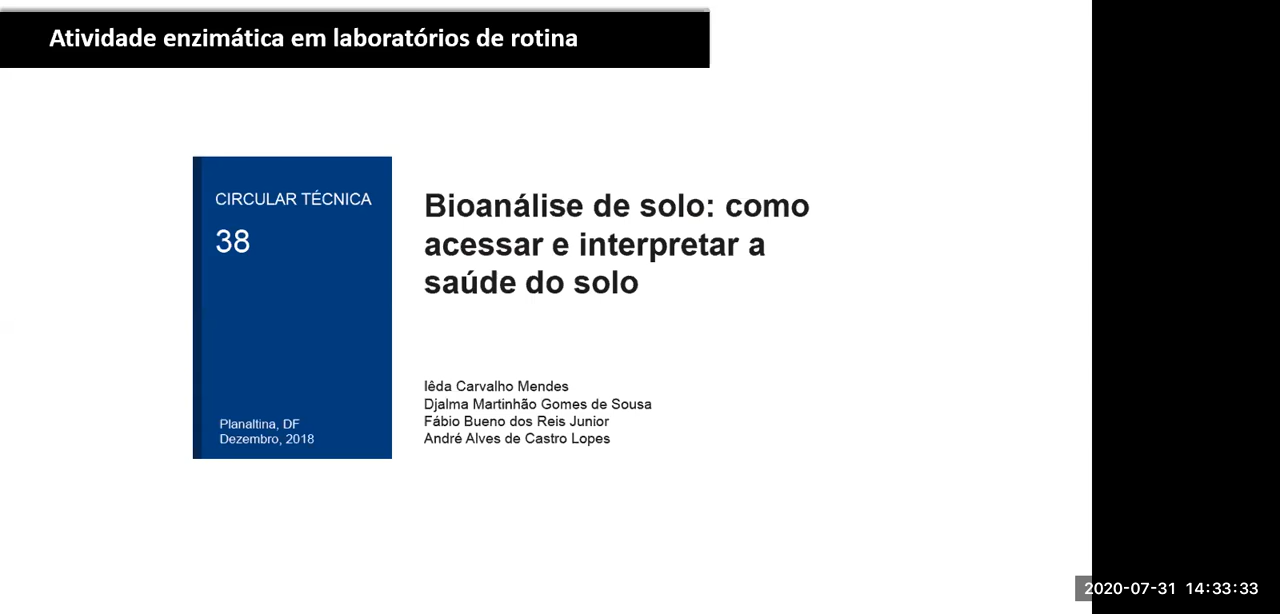 Atividade enzimática em laboratórios de rotina
CIRCULAR TÉCNICA
38
Planaltina, DF
Dezembro, 2018
Bioanálise de solo: como
acessar e interpretar a
saúde do solo
Iêda Carvalho Mendes
Djalma Martinhão Gomes de Sousa
Fábio Bueno dos Reis Junior
André Alves de Castro Lopes
2020-07-31 14:33:33